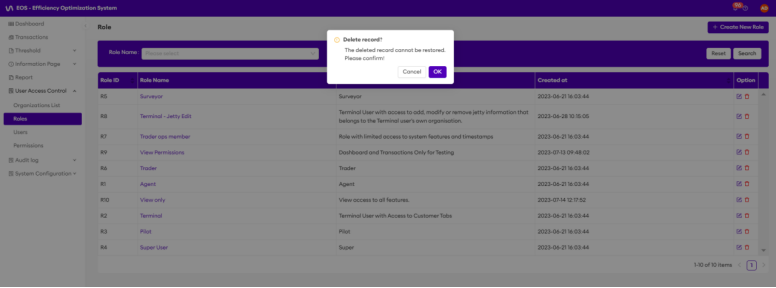 EOS - Efficiency Optimization System
AD
Dashboard
Transactions
Threshold
Information Page
Report
User Access Control
Organisations List
Roles
Users
Permissions
Audit log
System Configuration
Role
+ Create New Role
Role Name
Please select
Reset
Search
Delete record?
The deleted record cannot be restored.
Please confirm!
Cancel
OK
Role ID Role Name Created at Option
R5 Surveyor Surveyor 2023-06-21 16:03:44
R8 Terminal - Jetty Edit Terminal User with access to add, modify or remove jetty information that 2023-06-28 10:16:05
belongs to the Terminal user's own organisation.
R7 Trader ops member Role with limited access to system features and timestamps 2023-06-21 16:03:44
R9 View Permissions Dashboard and Transactions Only for Testing 2023-07-13 09:48:02
R6 Trader Trader 2023-06-21 16:03:44
R1 Agent Agent 2023-06-21 16:03:44
R10 View only View access to all features. 2023-07-14 12:17:52
R2 Terminal Terminal User with Access to Customer Tabs 2023-06-21 16:03:44
R3 Pilot Pilot 2023-06-21 16:03:44
R4 Super User Super 2023-06-21 16:03:44
1-10 of 10 items < 1 >